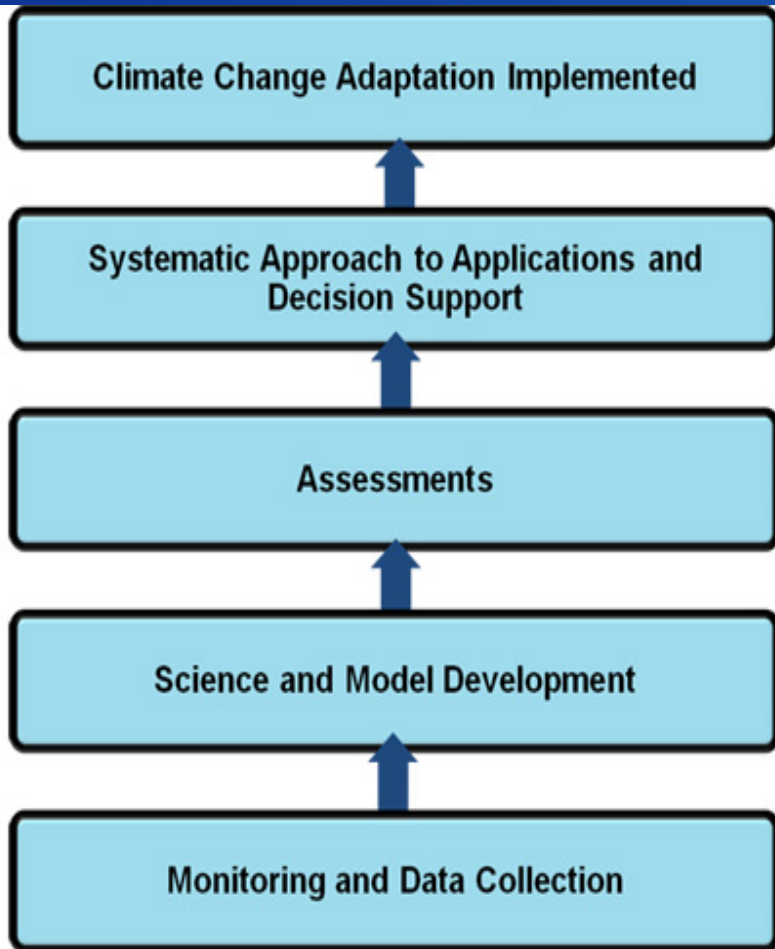 Climate Change Adaptation Implemented
Systematic Approach to Applications and
Decision Support
Assessments
Science and Model Development
Monitoring and Data Collection